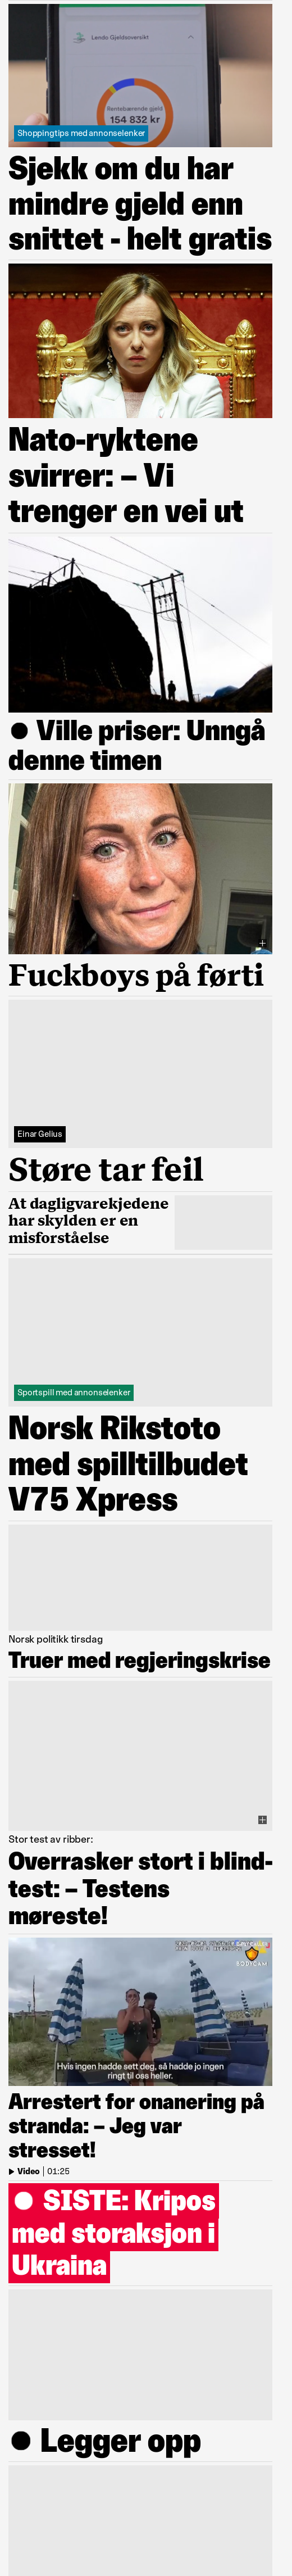 Lendo Gjeldsoversikt
Rentebærende gjeld
154 832 kr
Shoppingtips med annonselenker
Sjekk om du har
mindre gjeld enn
snittet - helt gratis
Nato-ryktene
svirrer: – Vi
trenger en vei ut
● Ville priser: Unngå
denne timen
Fuckboys på førti
Einar Gelius
Støre tar feil
At dagligvarekjedene
har skylden er en
misforståelse
Sportspill med annonselenker
Norsk Rikstoto
med spilltilbudet
V75 Xpress
Norsk politikk tirsdag
Truer med regjeringskrise
Stor test av ribber:
Overrasker stort i blind-
test: – Testens
møreste!
BODYCAM
Hvis ingen hadde sett deg, så hadde jo ingen
ringt til oss heller.
Arrestert for onanering på
stranda: – Jeg var
stresset!
Video | 01:25
● SISTE: Kripos
med storaksjon i
Ukraina
● Legger opp